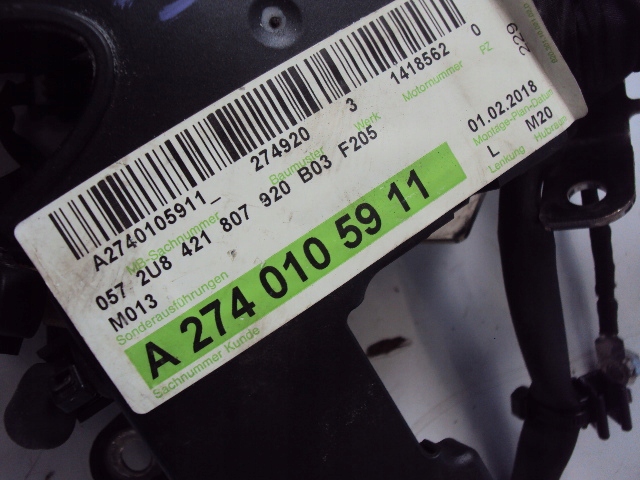 A2740105911_ 274920 3 1418562 0
MB-Sachnummer Baumuster Werk Motornummer PZ
057 2U8 421 807 920 B03 F205
M013
Sonderausführungen
A 274 010 59 11
Sachnummer Kunde
229
01.02.2018
Montage-Plan-Datum
L M20
Lenkung Hubraum